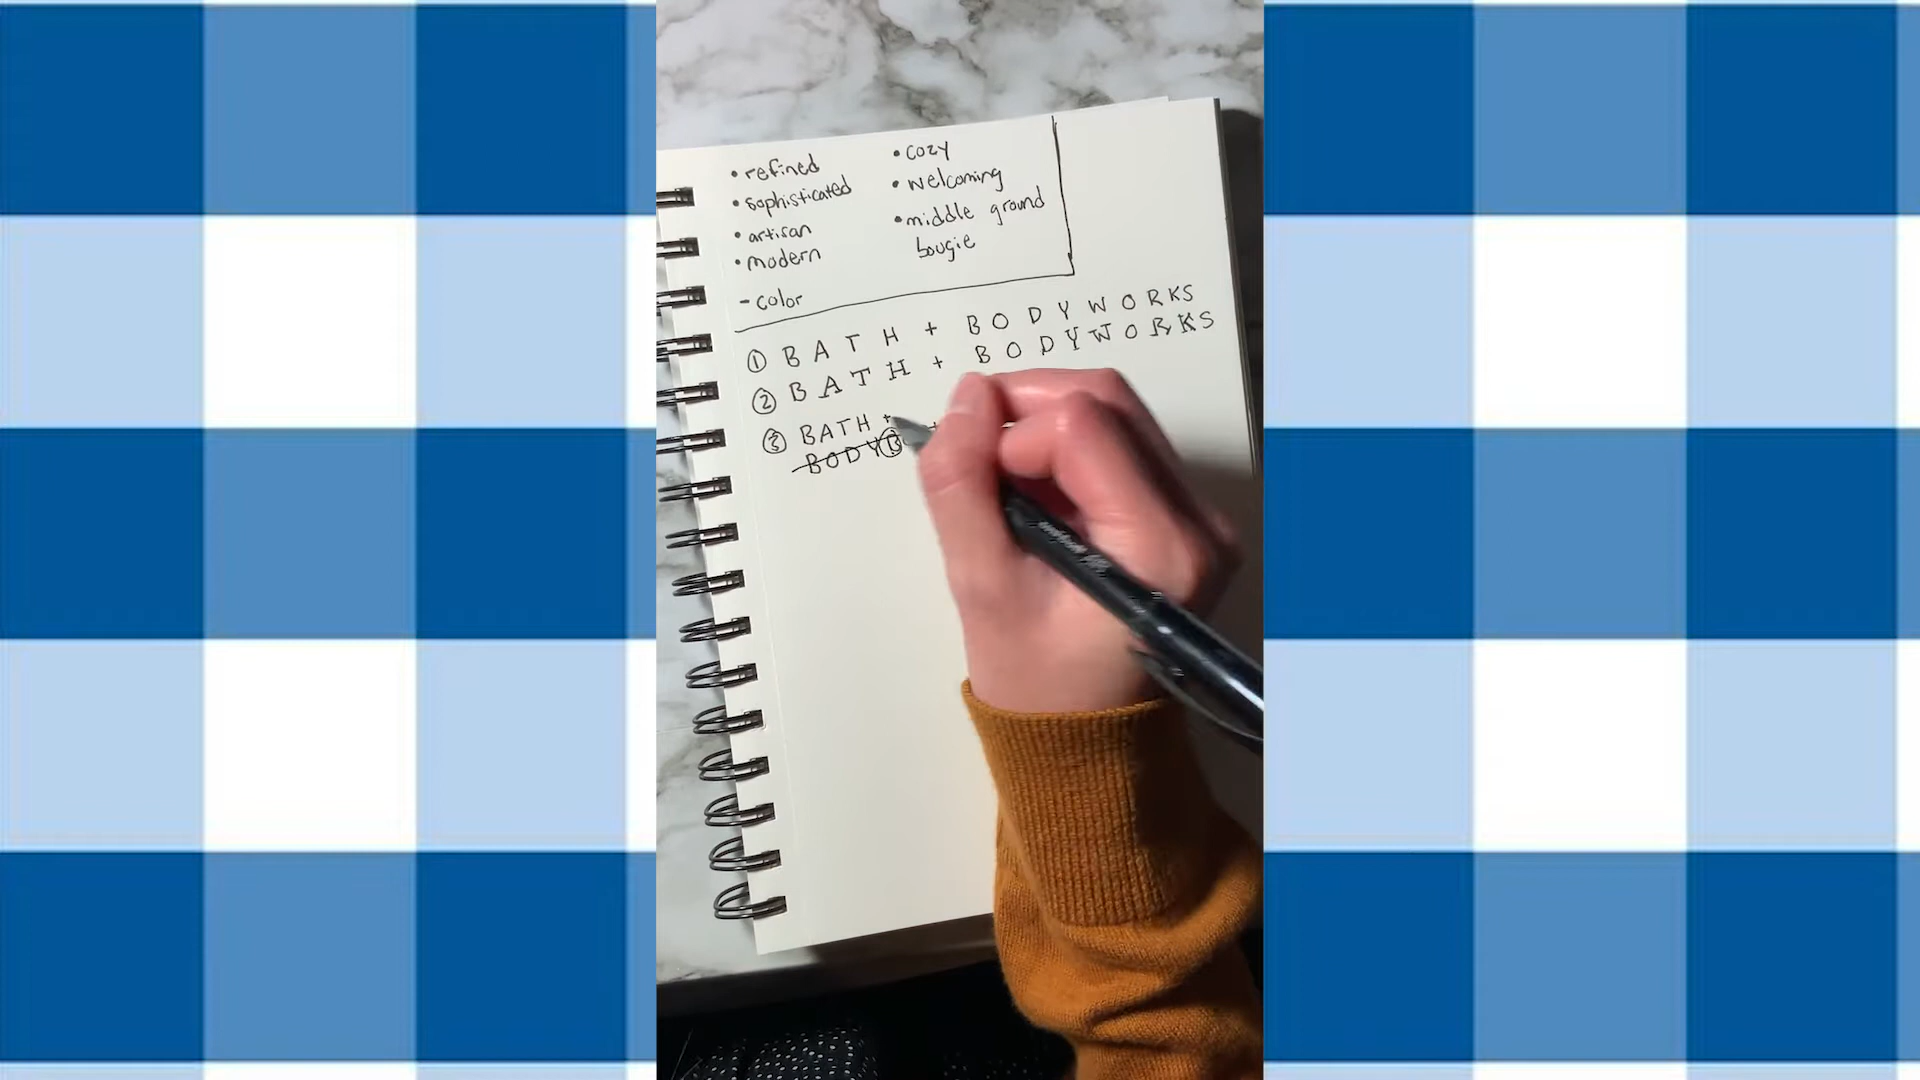 • refined
• sophisticated
• artisan
• modern
- color
• cozy
• welcoming
• middle ground
bougie
① BATH + BODYWORKS
② BATH + BODYWORKS
③ BATH +
BODY B